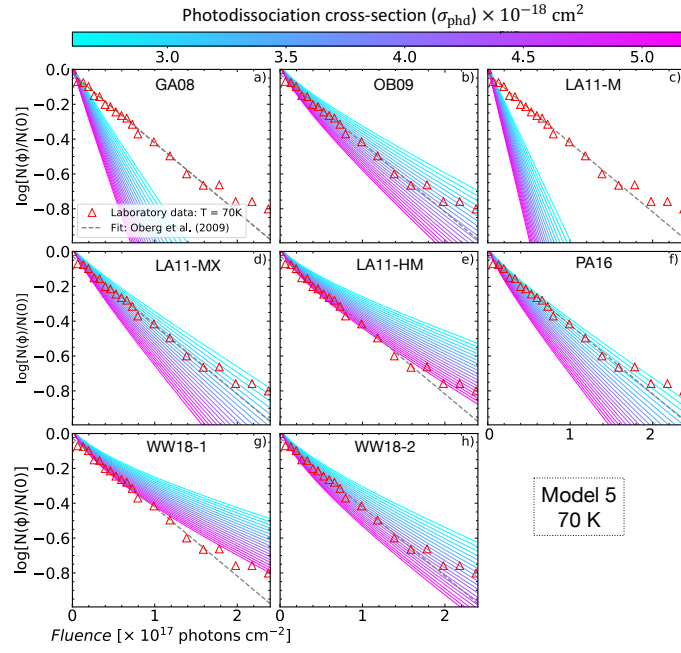 Photodissociation cross-section (σ_phd) × 10⁻¹⁸ cm²
3.0 3.5 4.0 4.5 5.0
GA08 a)
OB09 b)
LA11-M c)
0.0
−0.2
−0.4
−0.6
−0.8
log[N(ϕ)/N(0)]
Laboratory data: T = 70K
Fit: Oberg et al. (2009)
LA11-MX d)
LA11-HM e)
PA16 f)
0.0
−0.2
−0.4
−0.6
−0.8
log[N(ϕ)/N(0)]
0 1 2
WW18-1 g)
WW18-2 h)
0.0
−0.2
−0.4
−0.6
−0.8
log[N(ϕ)/N(0)]
Model 5
70 K
0 1 2
0 1 2
Fluence [× 10¹⁷ photons cm⁻²]